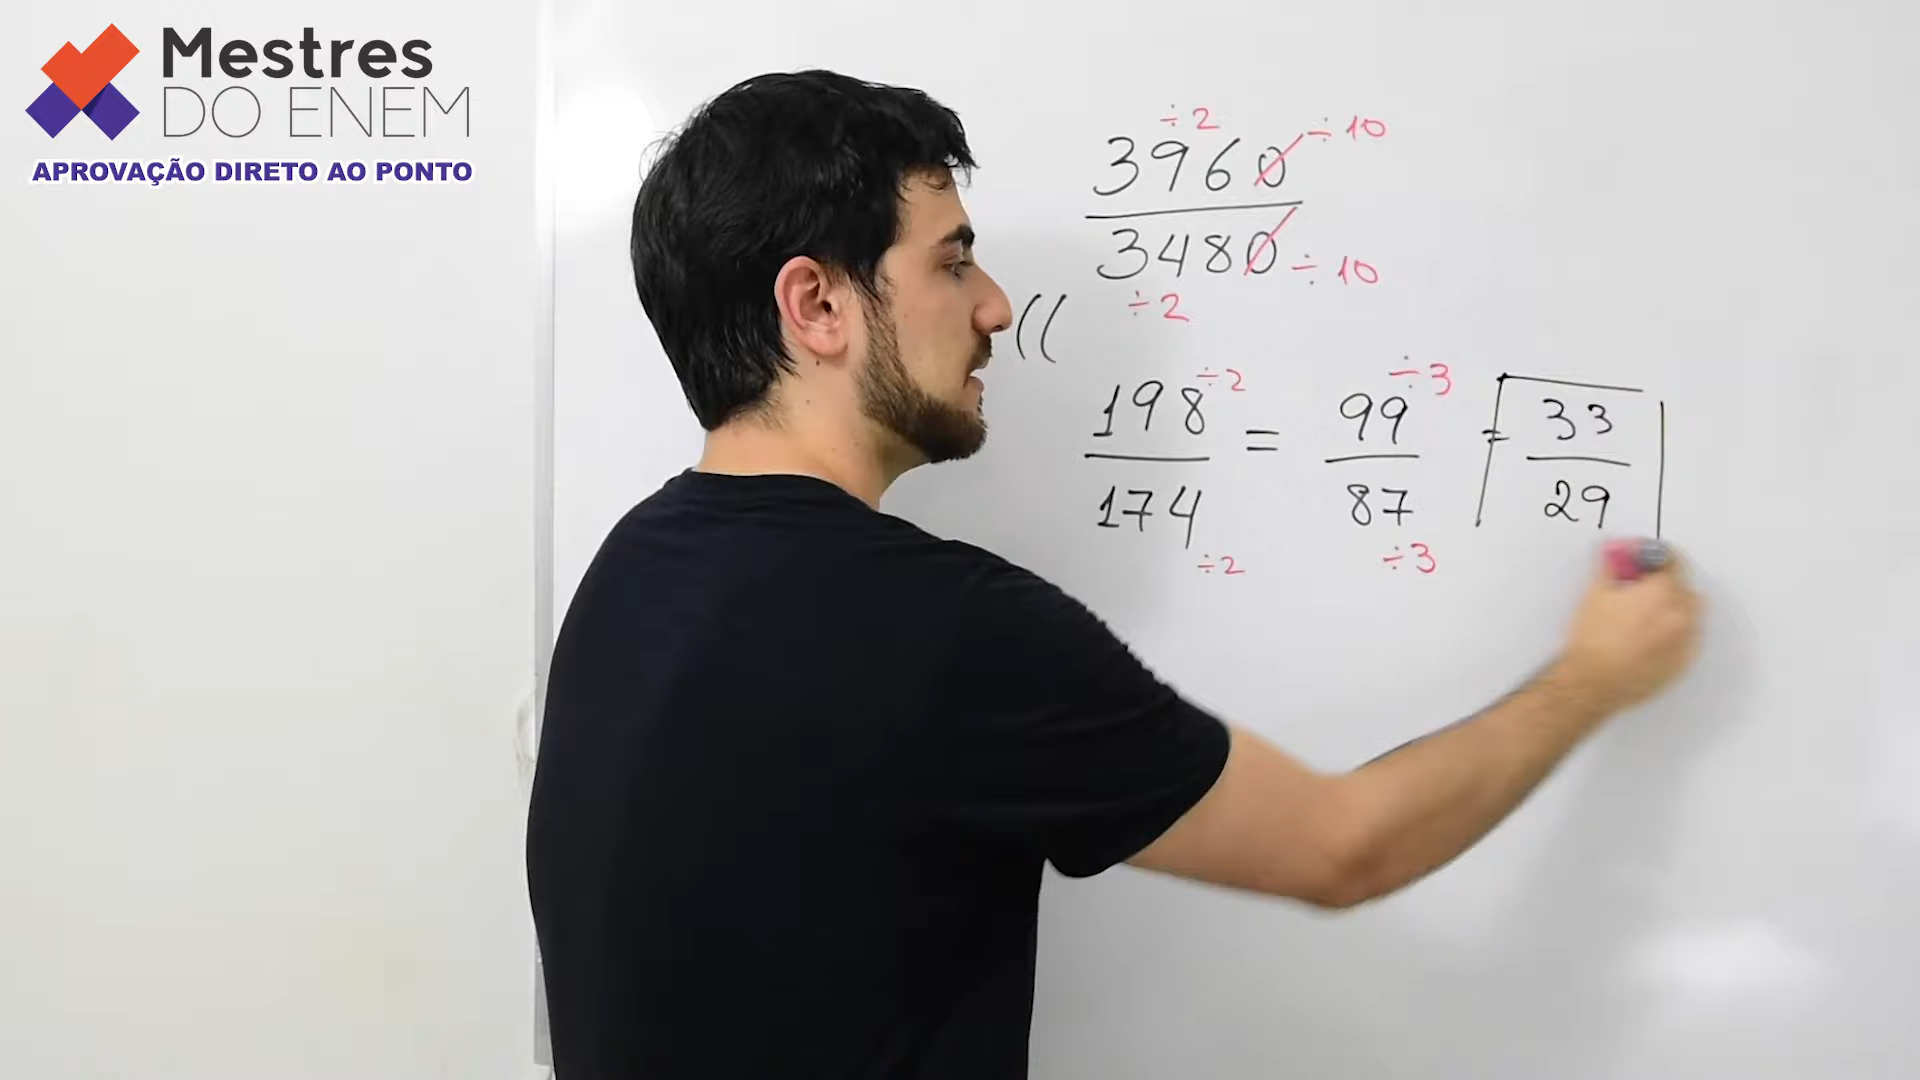 Mestres
DO ENEM
APROVAÇÃO DIRETO AO PONTO
÷2
3960 ÷10
3480 ÷10
÷2
198 ÷2 = 99 ÷3 = 33
174 ÷2 87 ÷3 29